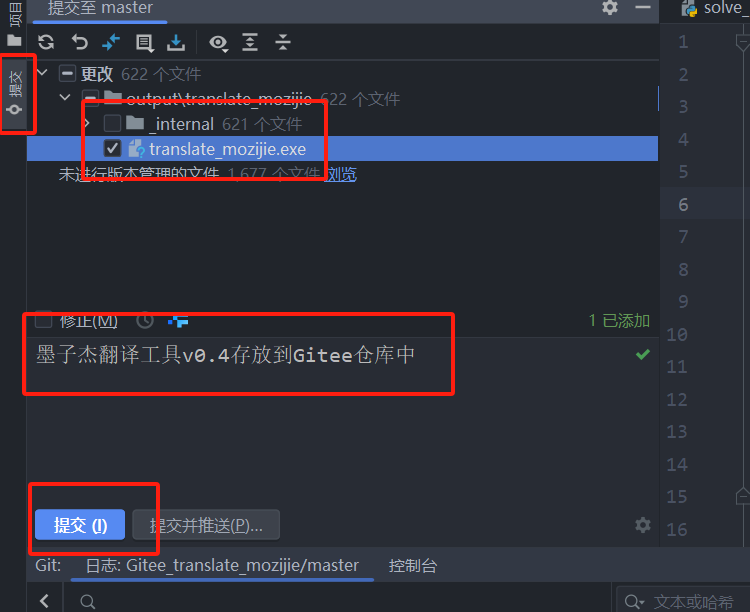 项目
提交至 master
solve_
提交
更改 622 个文件
output\translate_mozijie 622 个文件
_internal 621 个文件
translate_mozijie.exe
未进行版本管理的文件 1,677 个文件 浏览
1
2
3
4
5
6
7
8
9
10
11
12
13
14
15
16
修正(M)
1 已添加
墨子杰翻译工具v0.4存放到Gitee仓库中
提交 (I)
提交并推送(P)...
Git: 日志: Gitee_translate_mozijie/master 控制台
文本或哈希